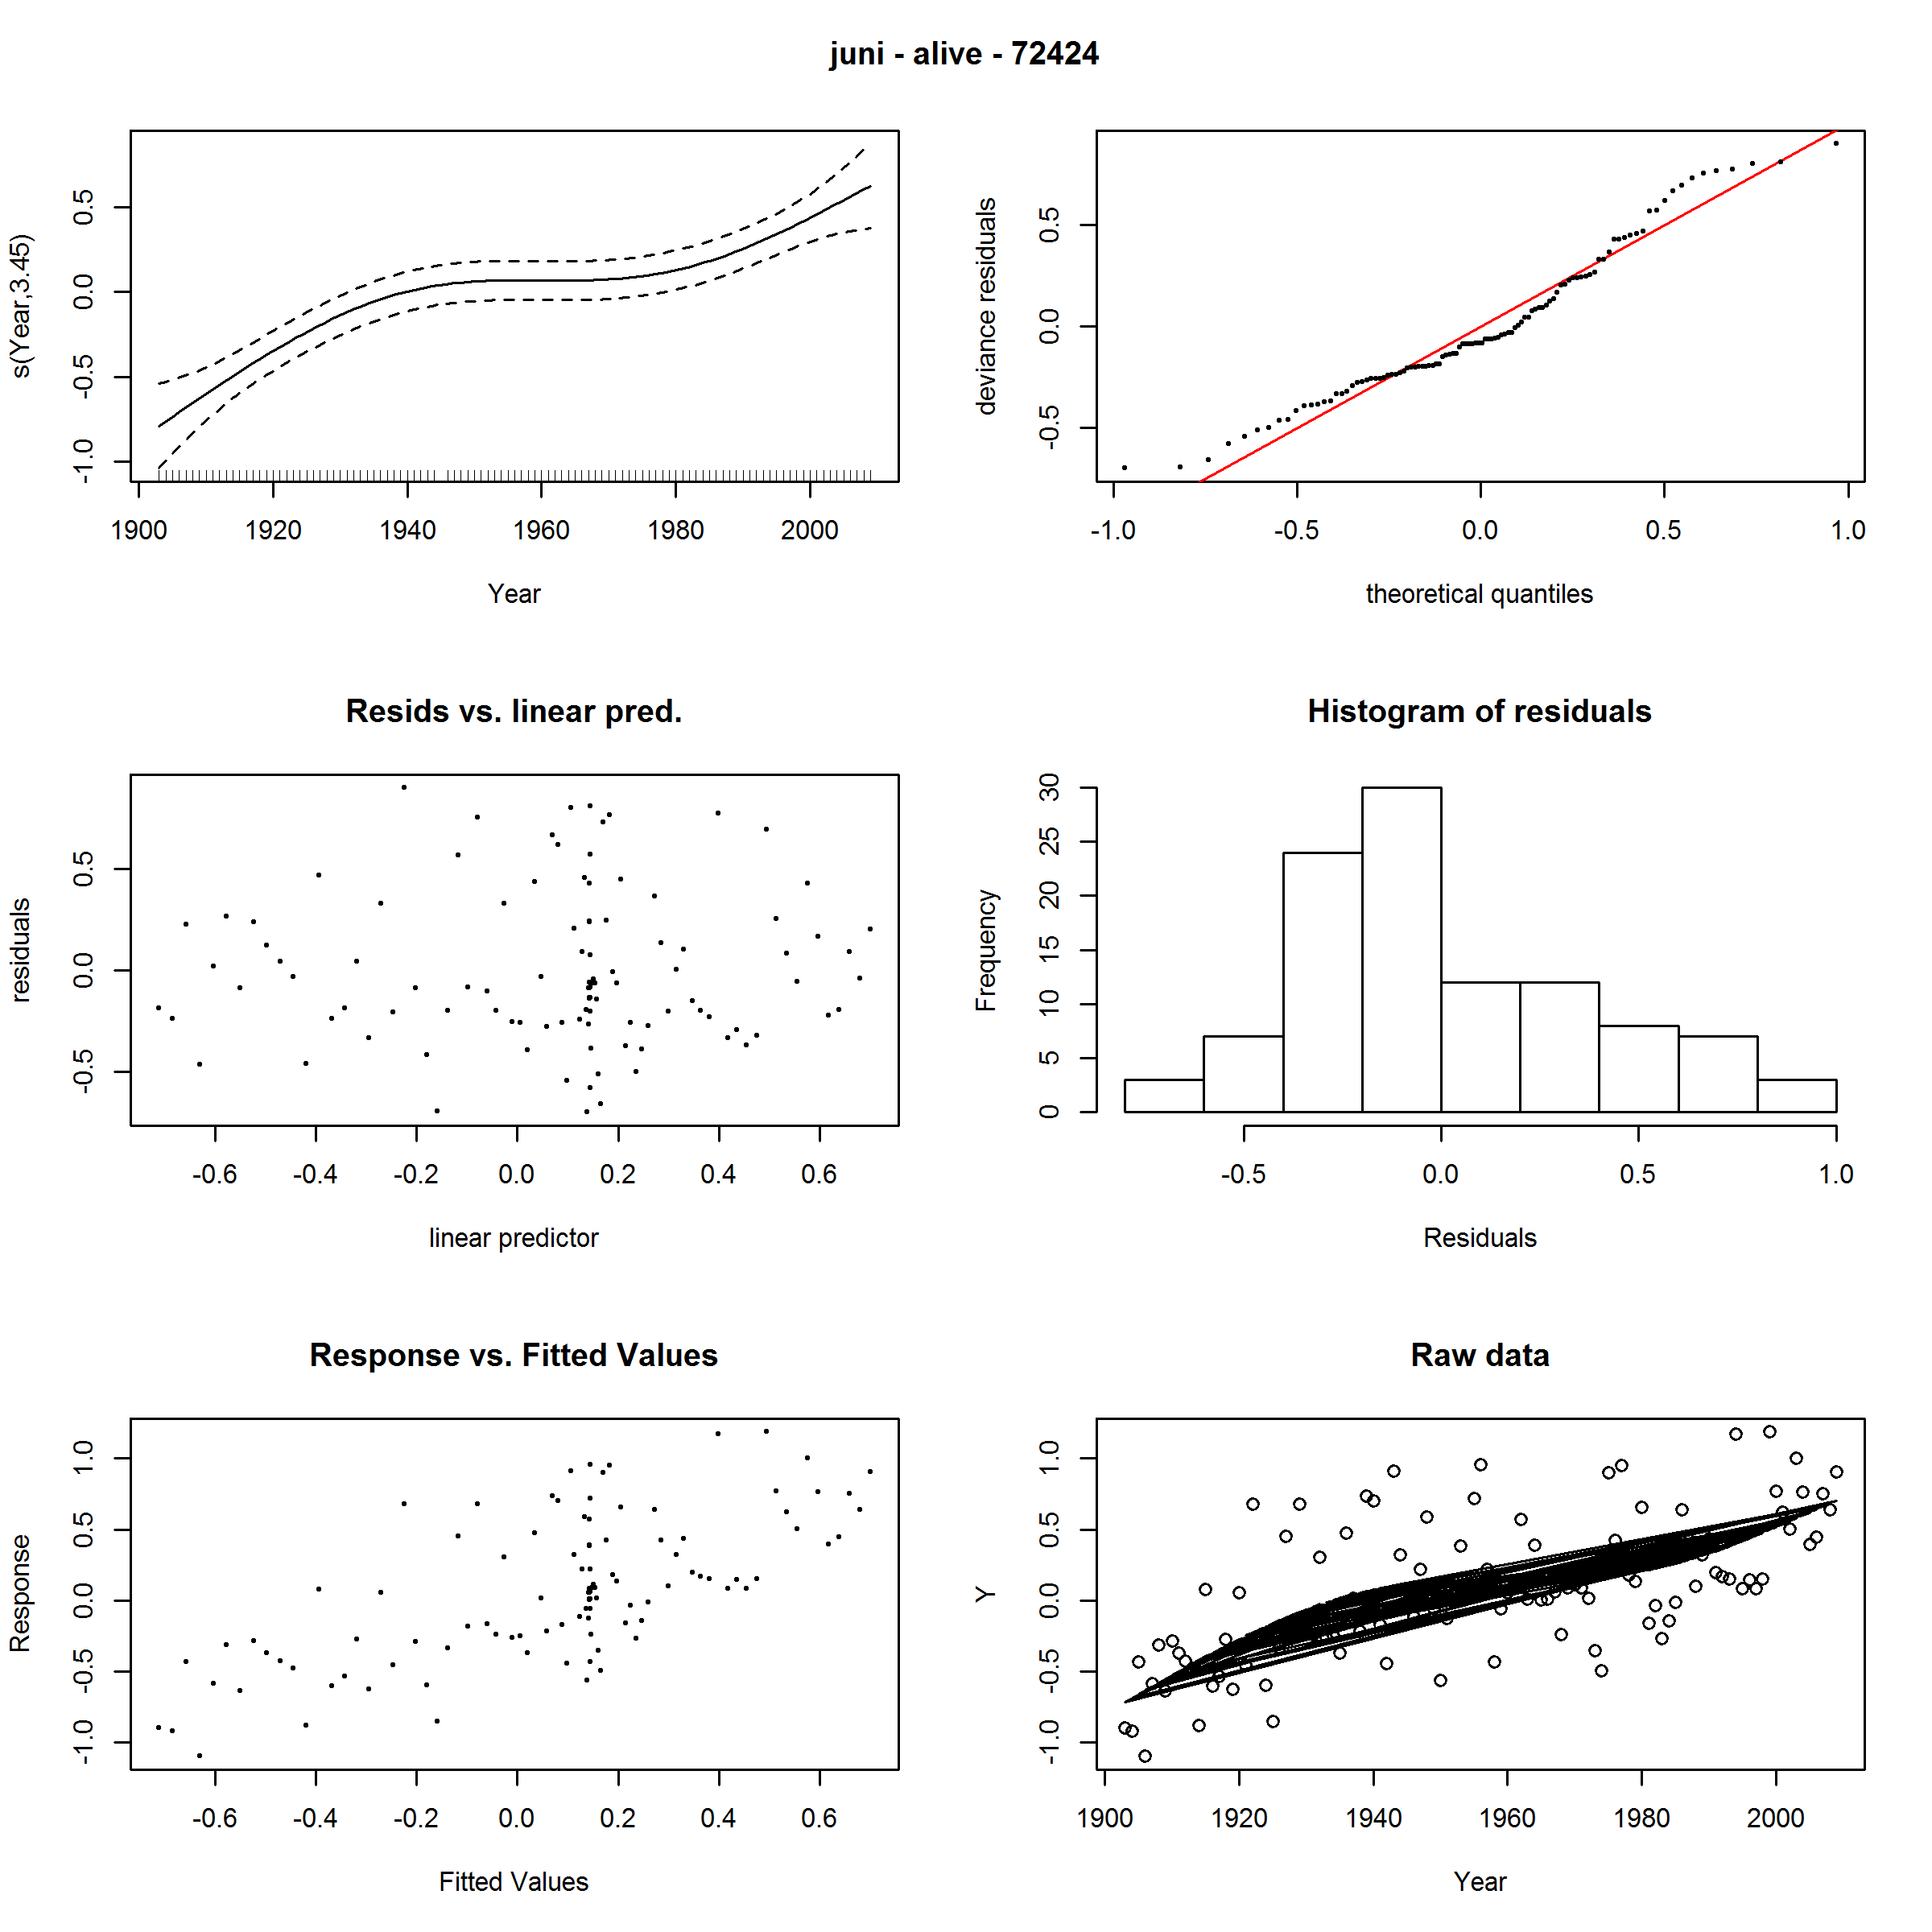 juni - alive - 72424
s(Year,3.45)
-1.0 -0.5 0.0 0.5
1900 1920 1940 1960 1980 2000
Year
deviance residuals
-0.5 0.0 0.5
-1.0 -0.5 0.0 0.5 1.0
theoretical quantiles
Resids vs. linear pred.
residuals
-0.5 0.0 0.5
-0.6 -0.4 -0.2 0.0 0.2 0.4 0.6
linear predictor
Histogram of residuals
Frequency
0 5 10 15 20 25 30
-0.5 0.0 0.5 1.0
Residuals
Response vs. Fitted Values
Response
-1.0 -0.5 0.0 0.5 1.0
-0.6 -0.4 -0.2 0.0 0.2 0.4 0.6
Fitted Values
Raw data
Y
-1.0 -0.5 0.0 0.5 1.0
1900 1920 1940 1960 1980 2000
Year